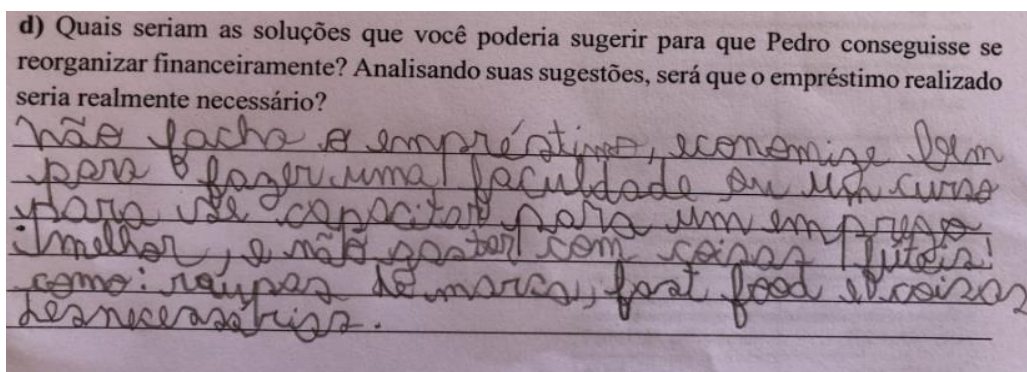 d) Quais seriam as soluções que você poderia sugerir para que Pedro conseguisse se
reorganizar financeiramente? Analisando suas sugestões, será que o empréstimo realizado
seria realmente necessário?
não o empréstimo, economize bem
para fazer uma faculdade ou um curso
para se capacitar para um emprego
melhor, e não gastar com coisas fúteis
como: roupas de marca, fast food e coisas
desnecessárias.